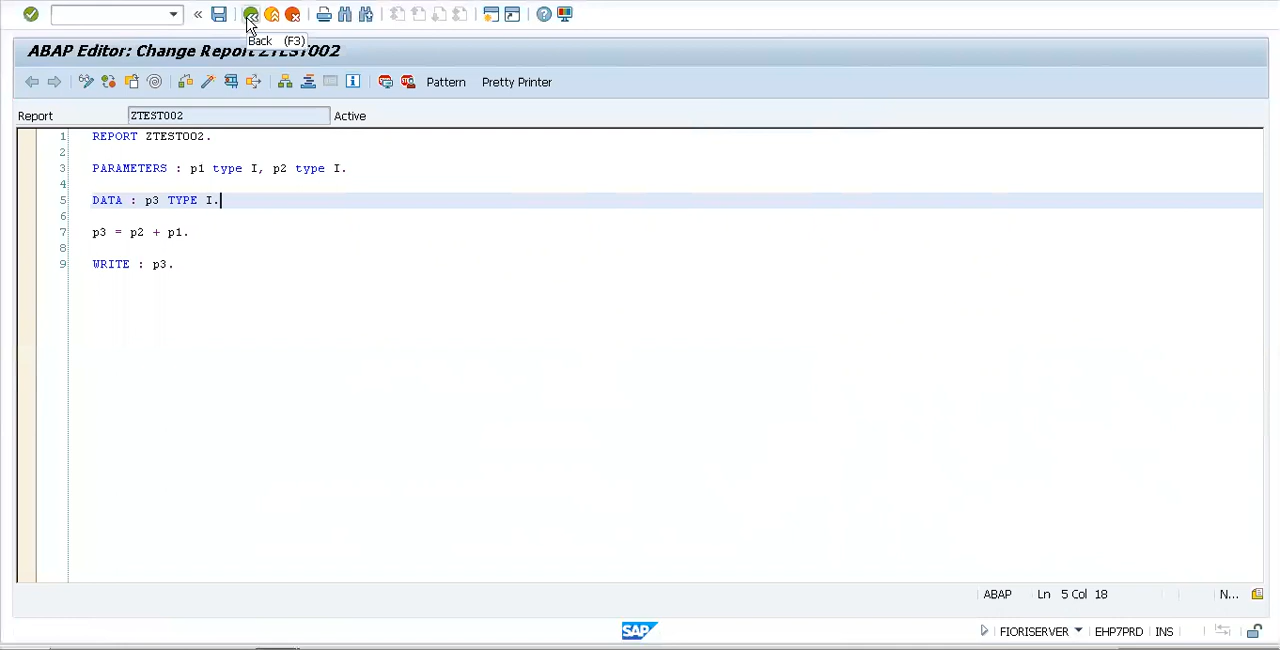 Back (F3)
ABAP Editor: Change Report ZTEST002
Pattern Pretty Printer
Report ZTEST002 Active
1 REPORT ZTEST002.
2
3 PARAMETERS : p1 type I, p2 type I.
4
5 DATA : p3 TYPE I.
6
7 p3 = p2 + p1.
8
9 WRITE : p3.
ABAP Ln 5 Col 18 N...
SAP FIORISERVER EHP7PRD INS